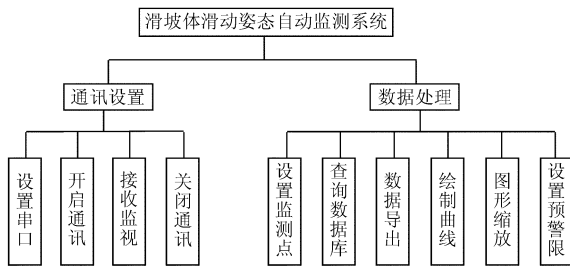 滑坡体滑动姿态自动监测系统
通讯设置
数据处理
设置串口
开启通讯
接收监视
关闭通讯
设置监测点
查询数据库
数据导出
绘制曲线
图形缩放
设置预警限